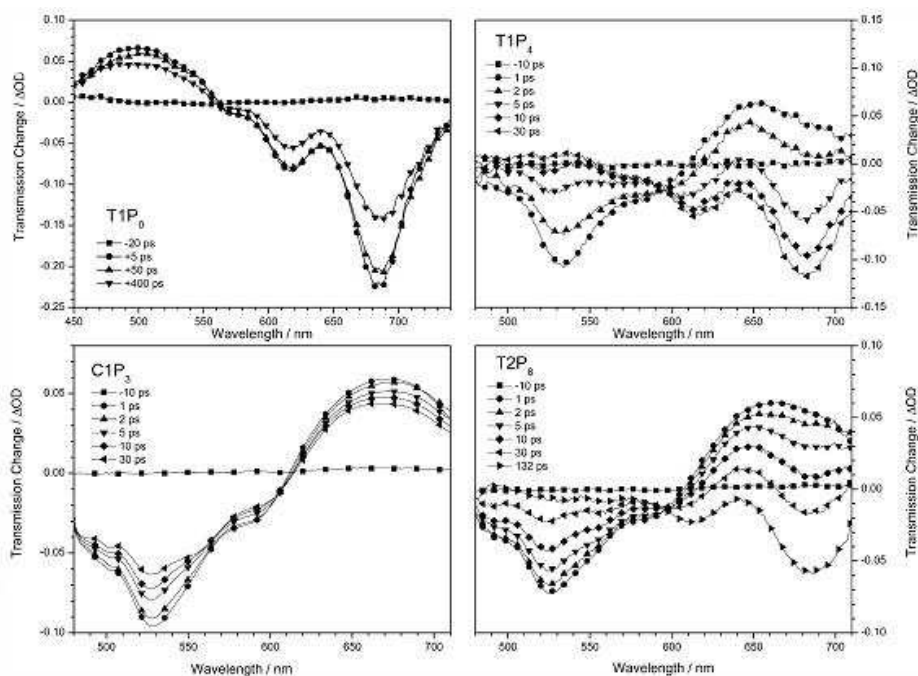 0.10
0.05
0.00
-0.05
-0.10
-0.15
-0.20
-0.25
Transmission Change / ΔOD
T1P0
-20 ps
+5 ps
+50 ps
+400 ps
450 500 550 600 650 700
Wavelength / nm
T1P4
-10 ps
1 ps
2 ps
5 ps
10 ps
30 ps
0.15
0.10
0.05
0.00
-0.05
-0.10
-0.15
Transmission Change / ΔOD
500 550 600 650 700
Wavelength / nm
C1P3
-10 ps
1 ps
2 ps
5 ps
10 ps
30 ps
0.05
0.00
-0.05
-0.10
Transmission Change / ΔOD
500 550 600 650 700
Wavelength / nm
T2P8
-10 ps
1 ps
2 ps
5 ps
10 ps
30 ps
132 ps
0.10
0.05
0.00
-0.05
-0.10
Transmission Change / ΔOD
500 550 600 650 700
Wavelength / nm